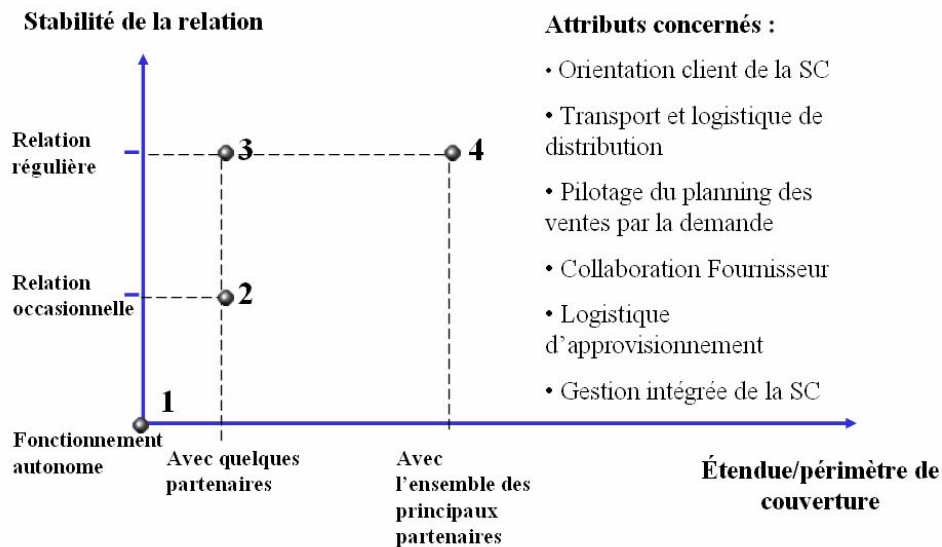 Stabilité de la relation
Relation
régulière
Relation
occasionnelle
Fonctionnement
autonome
1
2
3
4
Avec quelques
partenaires
Avec
l'ensemble des
principaux
partenaires
Étendue/périmètre de
couverture
Attributs concernés :
• Orientation client de la SC
• Transport et logistique de
distribution
• Pilotage du planning des
ventes par la demande
• Collaboration Fournisseur
• Logistique
d'approvisionnement
• Gestion intégrée de la SC